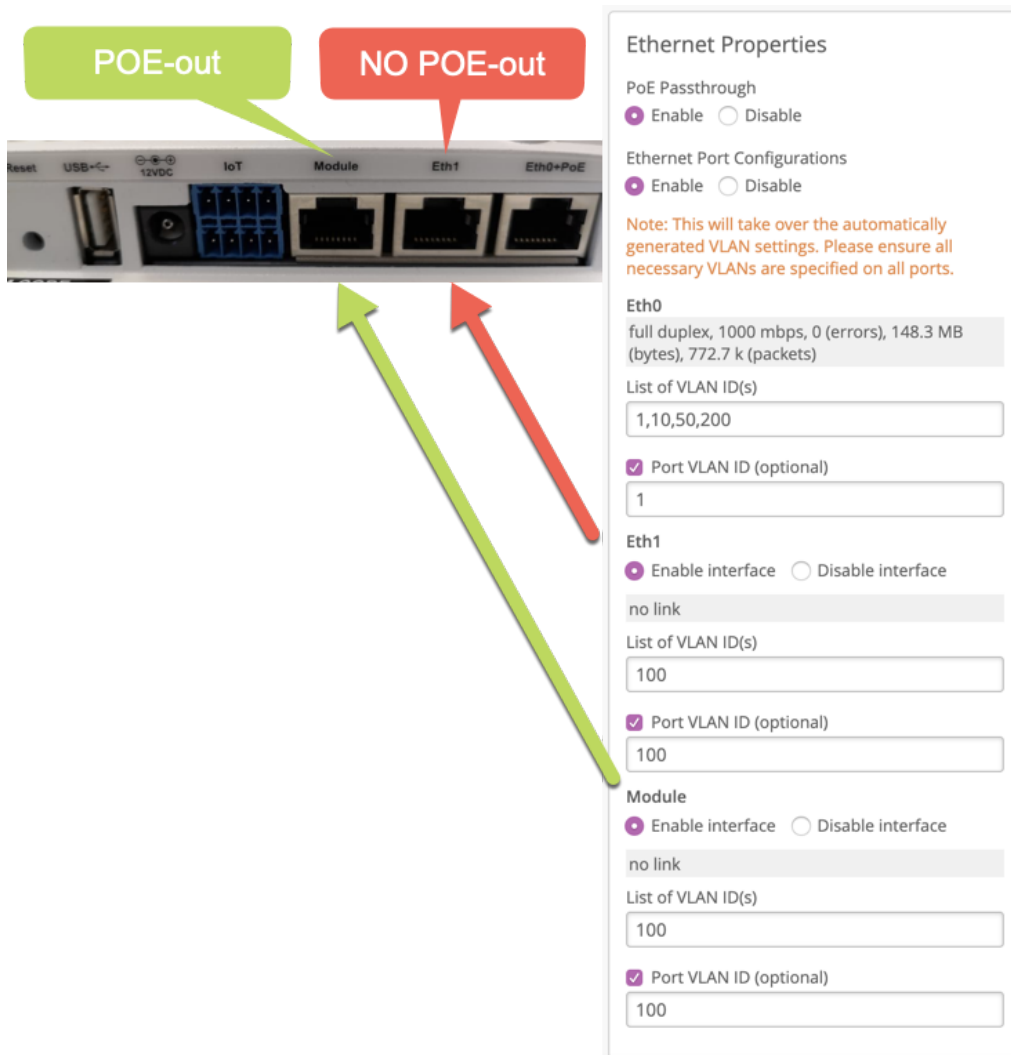 POE-out
NO POE-out
Reset
USB
12VDC
IoT
Module
Eth1
Eth0+PoE
Ethernet Properties
PoE Passthrough
Enable
Disable
Ethernet Port Configurations
Enable
Disable
Note: This will take over the automatically
generated VLAN settings. Please ensure all
necessary VLANs are specified on all ports.
Eth0
full duplex, 1000 mbps, 0 (errors), 148.3 MB
(bytes), 772.7 k (packets)
List of VLAN ID(s)
1,10,50,200
Port VLAN ID (optional)
1
Eth1
Enable interface
Disable interface
no link
List of VLAN ID(s)
100
Port VLAN ID (optional)
100
Module
Enable interface
Disable interface
no link
List of VLAN ID(s)
100
Port VLAN ID (optional)
100